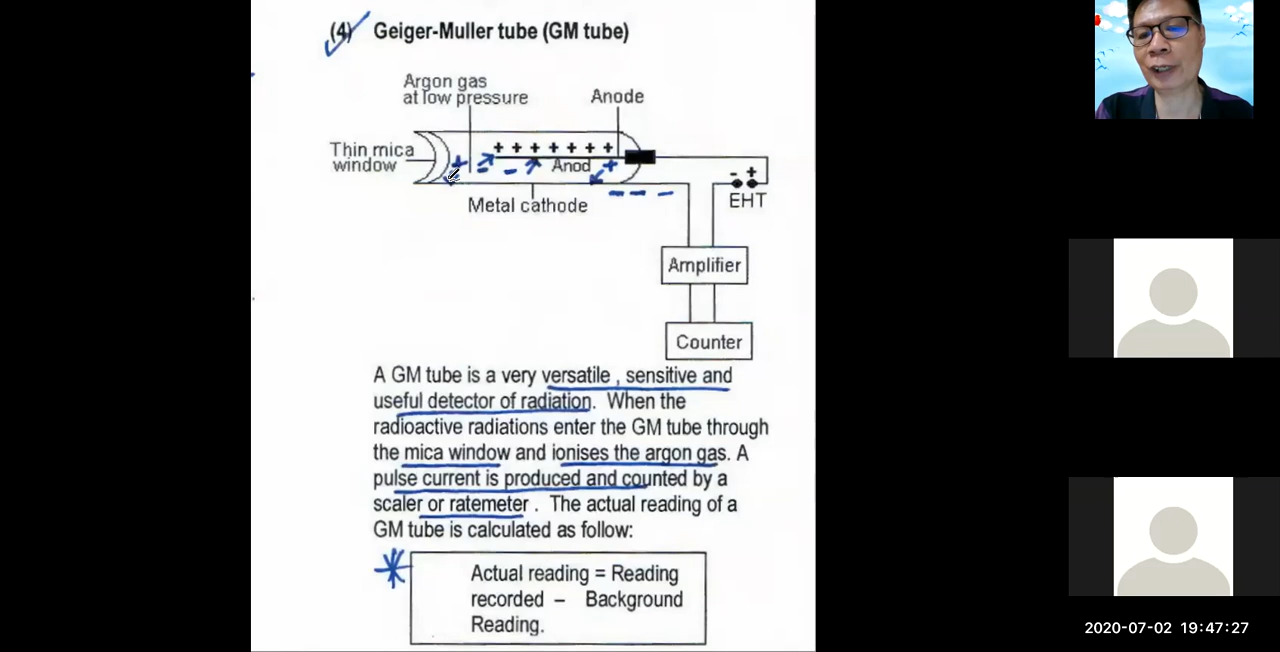 (4) Geiger-Muller tube (GM tube)
Argon gas
at low pressure
Anode
Thin mica
window
+ + + + + + +
Anod
Metal cathode
- +
EHT
Amplifier
Counter
A GM tube is a very versatile , sensitive and
useful detector of radiation. When the
radioactive radiations enter the GM tube through
the mica window and ionises the argon gas. A
pulse current is produced and counted by a
scaler or ratemeter . The actual reading of a
GM tube is calculated as follow:
Actual reading = Reading
recorded – Background
Reading.
2020-07-02 19:47:27